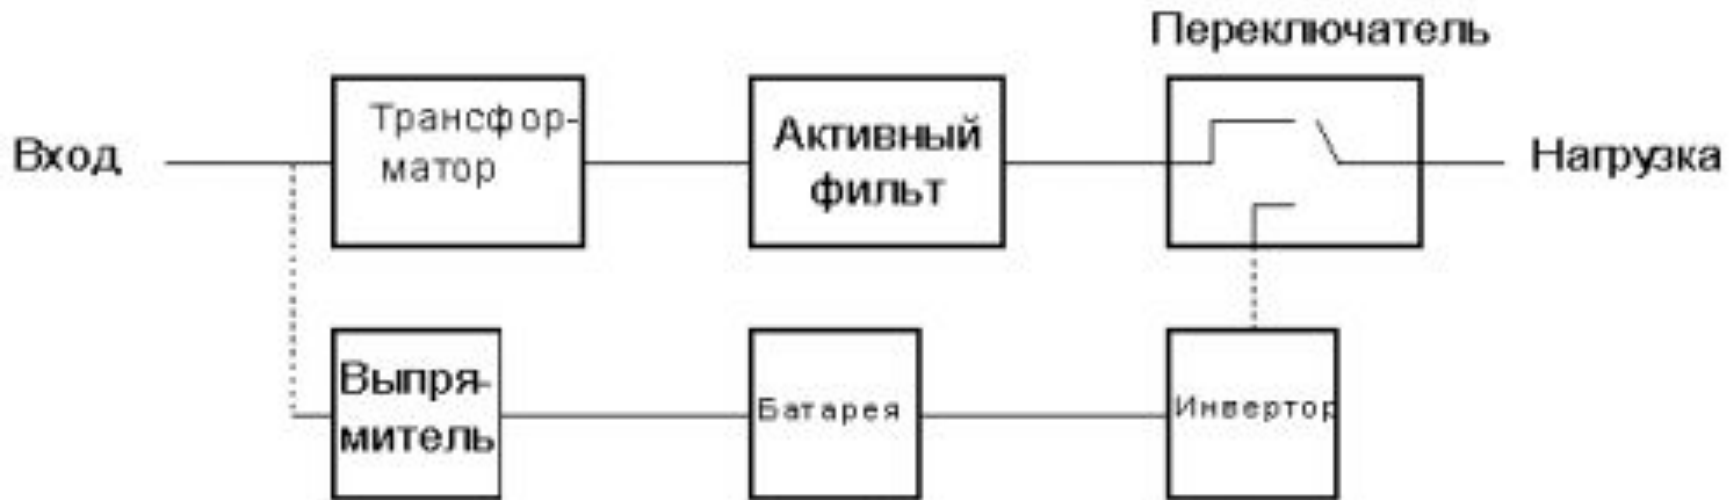 Переключатель
Вход
Трансфор-
матор
Активный
фильт
Нагрузка
Выпря-
митель
Батарея
Инвертор